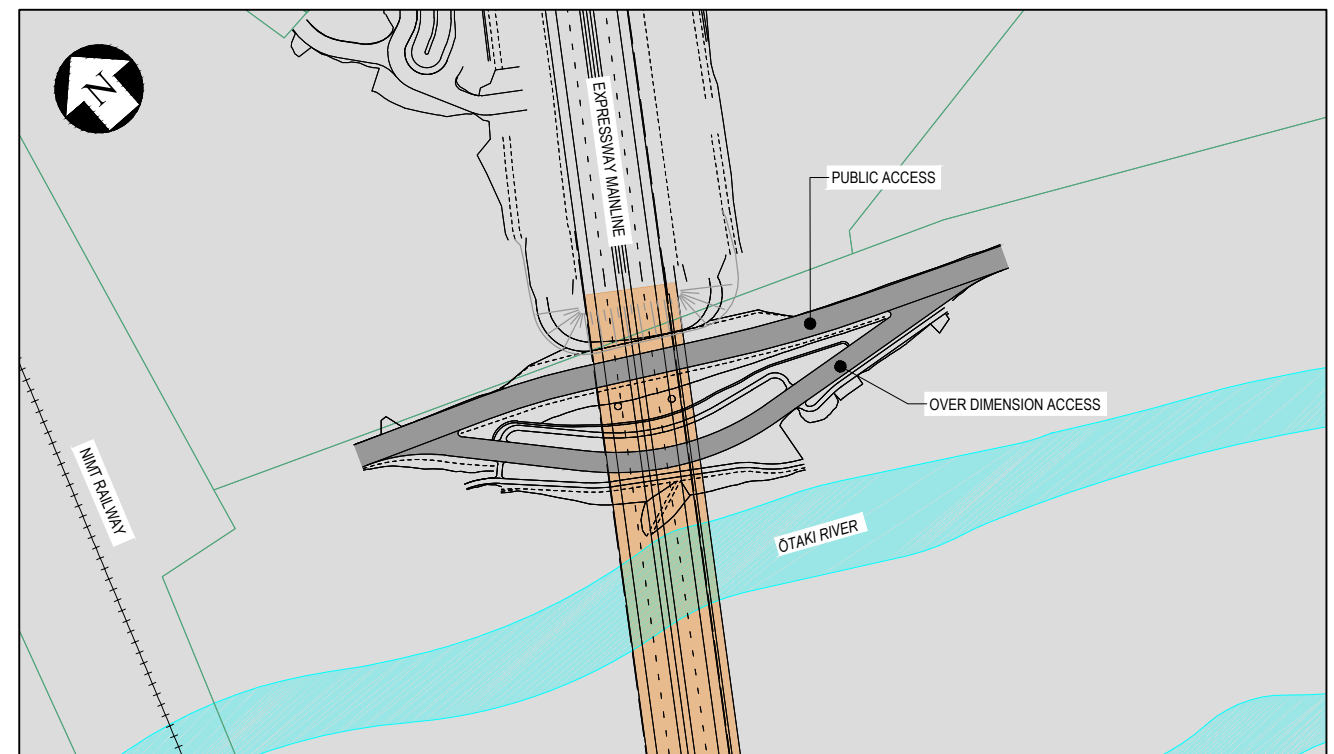 N
EXPRESSWAY MAINLINE
PUBLIC ACCESS
OVER DIMENSION ACCESS
NIMT RAILWAY
ŌTAKI RIVER